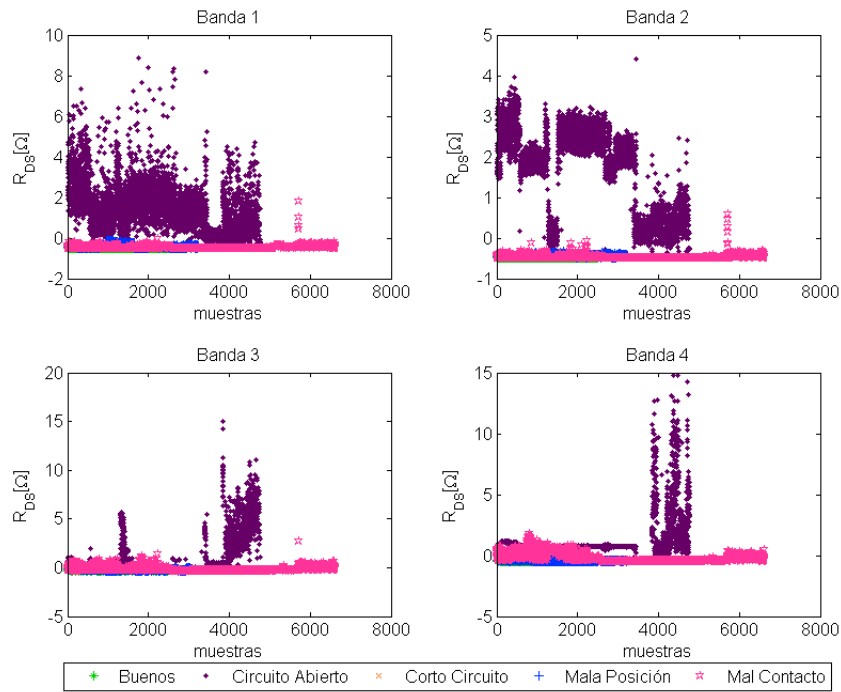 Banda 1
Banda 2
10
8
6
4
2
0
-2
R_DS[Ω]
0
2000
4000
6000
8000
muestras
5
4
3
2
1
0
-1
R_DS[Ω]
0
2000
4000
6000
8000
muestras
Banda 3
Banda 4
20
15
10
5
0
-5
R_DS[Ω]
0
2000
4000
6000
8000
muestras
15
10
5
0
-5
R_DS[Ω]
0
2000
4000
6000
8000
muestras
Buenos
Circuito Abierto
Corto Circuito
Mala Posición
Mal Contacto